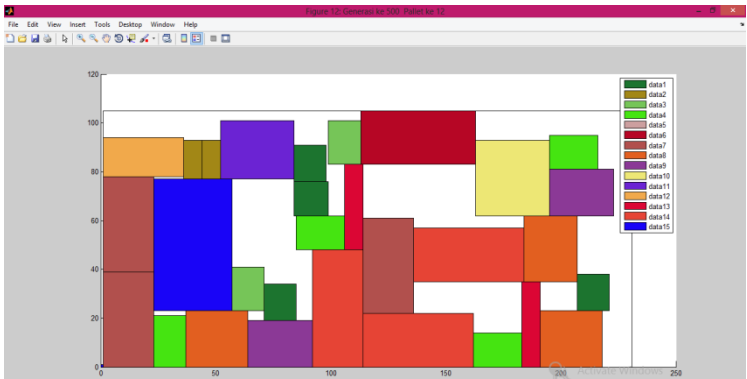 Figure 12: Generasi ke 500 Pallet ke 12
File Edit View Insert Tools Desktop Window Help
120
100
80
60
40
20
0
0 50 100 150 200 250
data1
data2
data3
data4
data5
data6
data7
data8
data9
data10
data11
data12
data13
data14
data15
Activate Windows